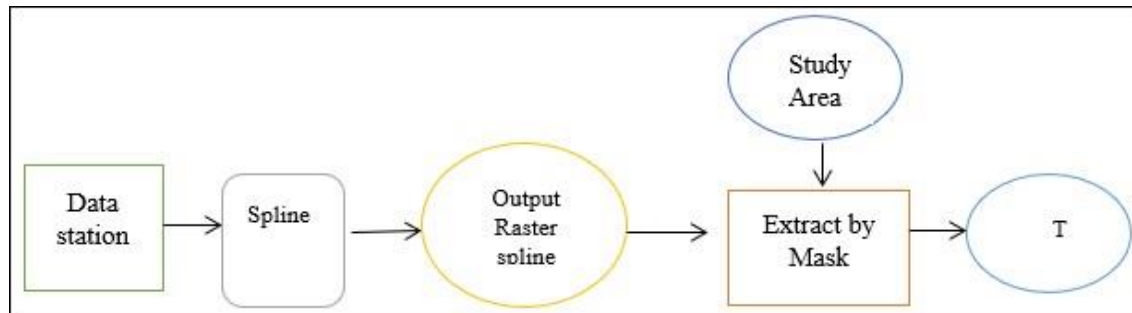 Data
station
Spline
Output
Raster
spline
Study
Area
Extract by
Mask
T